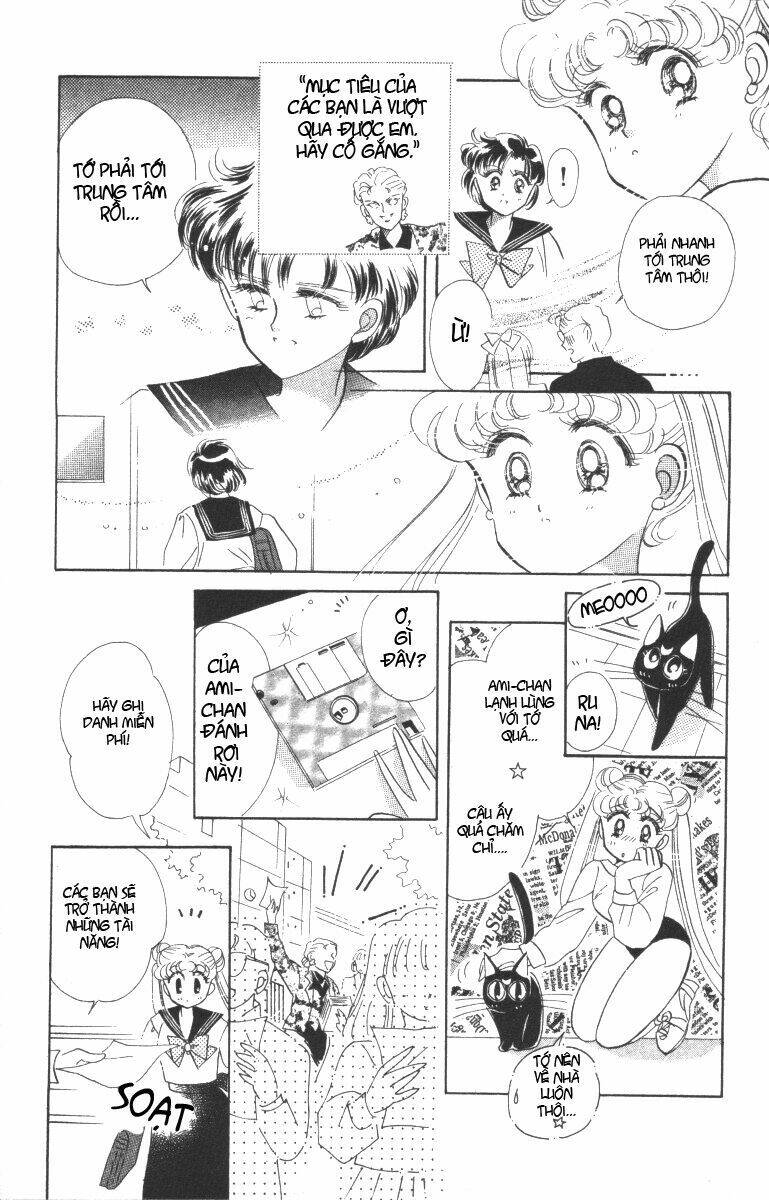 "MỤC TIÊU CỦA
CÁC BẠN LÀ VƯỢT
QUA ĐƯỢC EM.
HÃY CỐ GẮNG."
TỚ PHẢI TỚI
TRUNG TÂM
RỒI...
!
PHẢI NHANH
TỚI TRUNG
TÂM THÔI!
Ừ!
MEOOOO
RU
NA!
Ơ,
GÌ
ĐÂY?
CỦA
AMI-
CHAN
ĐÁNH
RƠI
NÀY!
AMI-CHAN
LẠNH LÙNG
VỚI TỚ
QUÁ...
CẬU ẤY
QUÁ CHĂM
CHỈ....
McDona
TỚ NÊN
VỀ NHÀ
LUÔN
THÔI...
HÃY GHI
DANH MIỄN
PHÍ!
CÁC BẠN SẼ
TRỞ THÀNH
NHỮNG TÀI
NĂNG!
SOẠT